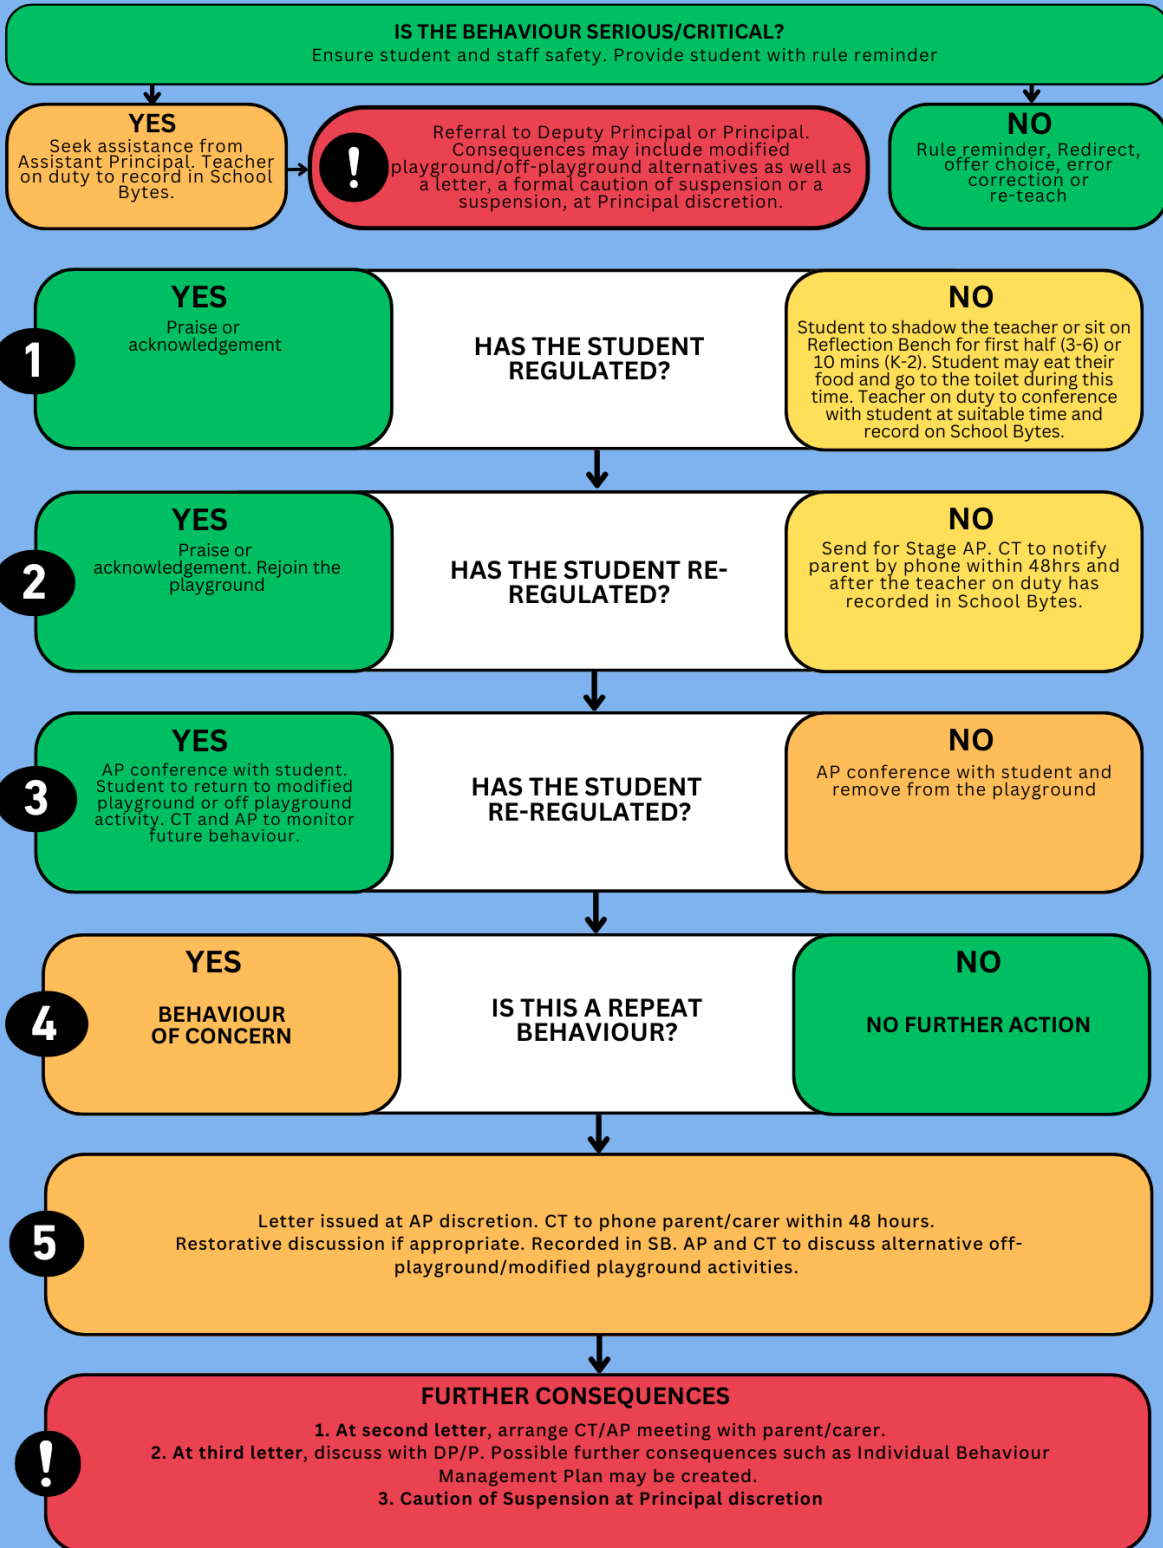 IS THE BEHAVIOUR SERIOUS/CRITICAL?
Ensure student and staff safety. Provide student with rule reminder
YES
Seek assistance from
Assistant Principal. Teacher
on duty to record in School
Bytes.
!
Referral to Deputy Principal or Principal.
Consequences may include modified
playground/off-playground alternatives as well as
a letter, a formal caution of suspension or a
suspension, at Principal discretion.
NO
Rule reminder, Redirect,
offer choice, error
correction or
re-teach
1
YES
Praise or
acknowledgement
HAS THE STUDENT
REGULATED?
NO
Student to shadow the teacher or sit on
Reflection Bench for first half (3-6) or
10 mins (K-2). Student may eat their
food and go to the toilet during this
time. Teacher on duty to conference
with student at suitable time and
record on School Bytes.
2
YES
Praise or
acknowledgement. Rejoin the
playground
HAS THE STUDENT RE-
REGULATED?
NO
Send for Stage AP. CT to notify
parent by phone within 48hrs and
after the teacher on duty has
recorded in School Bytes.
3
YES
AP conference with student.
Student to return to modified
playground or off playground
activity. CT and AP to monitor
future behaviour.
HAS THE STUDENT
RE-REGULATED?
NO
AP conference with student and
remove from the playground
4
YES
BEHAVIOUR
OF CONCERN
IS THIS A REPEAT
BEHAVIOUR?
NO
NO FURTHER ACTION
5
Letter issued at AP discretion. CT to phone parent/carer within 48 hours.
Restorative discussion if appropriate. Recorded in SB. AP and CT to discuss alternative off-
playground/modified playground activities.
!
FURTHER CONSEQUENCES
1. At second letter, arrange CT/AP meeting with parent/carer.
2. At third letter, discuss with DP/P. Possible further consequences such as Individual Behaviour
Management Plan may be created.
3. Caution of Suspension at Principal discretion